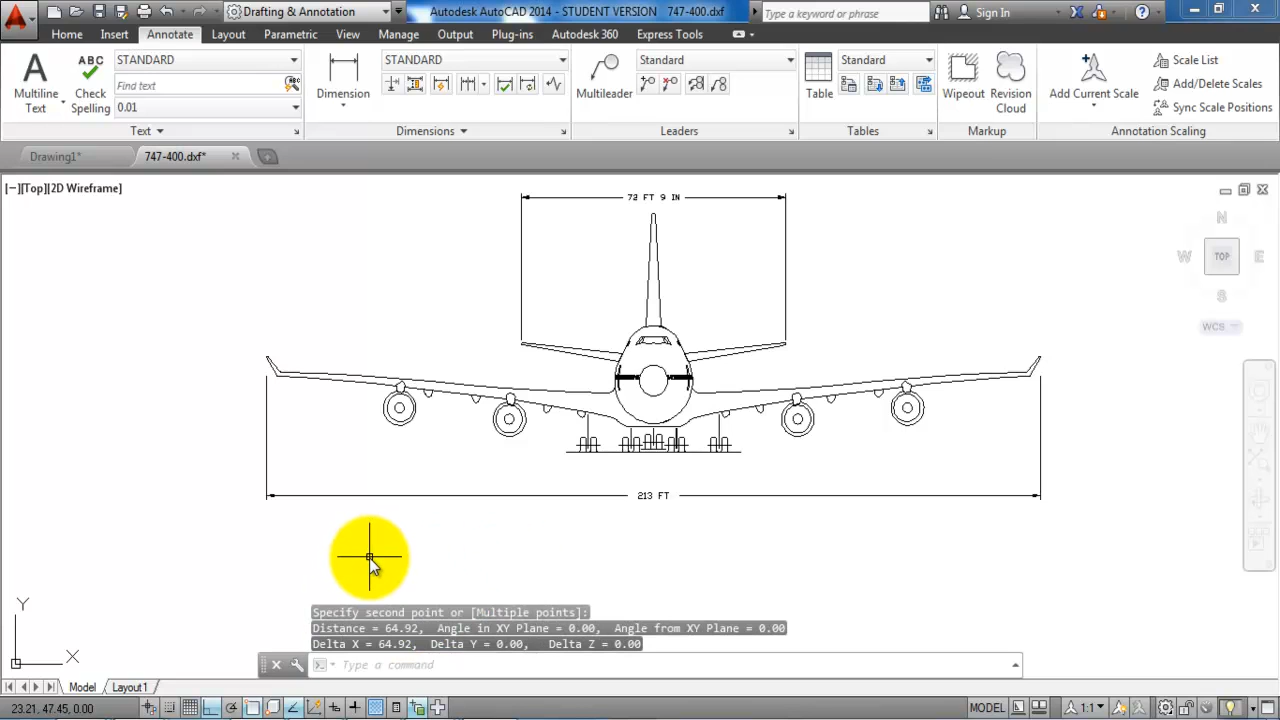 Drafting & Annotation
Autodesk AutoCAD 2014 - STUDENT VERSION 747-400.dxf
Type a keyword or phrase
Sign In
Home Insert Annotate Layout Parametric View Manage Output Plug-ins Autodesk 360 Express Tools
Multiline Text
ABC
Check Spelling
STANDARD
Find text
0.01
Text
Dimension
STANDARD
Dimensions
Multileader
Standard
Leaders
Table
Standard
Tables
Wipeout
Revision Cloud
Markup
Add Current Scale
Scale List
Add/Delete Scales
Sync Scale Positions
Annotation Scaling
Drawing1*
747-400.dxf*
[−][Top][2D Wireframe]
72 FT 9 IN
N
W TOP E
S
WCS
213 FT
Y
X
Specify second point or [Multiple points]:
Distance = 64.92, Angle in XY Plane = 0.00, Angle from XY Plane = 0.00
Delta X = 64.92, Delta Y = 0.00, Delta Z = 0.00
Type a command
Model Layout1
23.21, 47.45, 0.00
MODEL
1:1